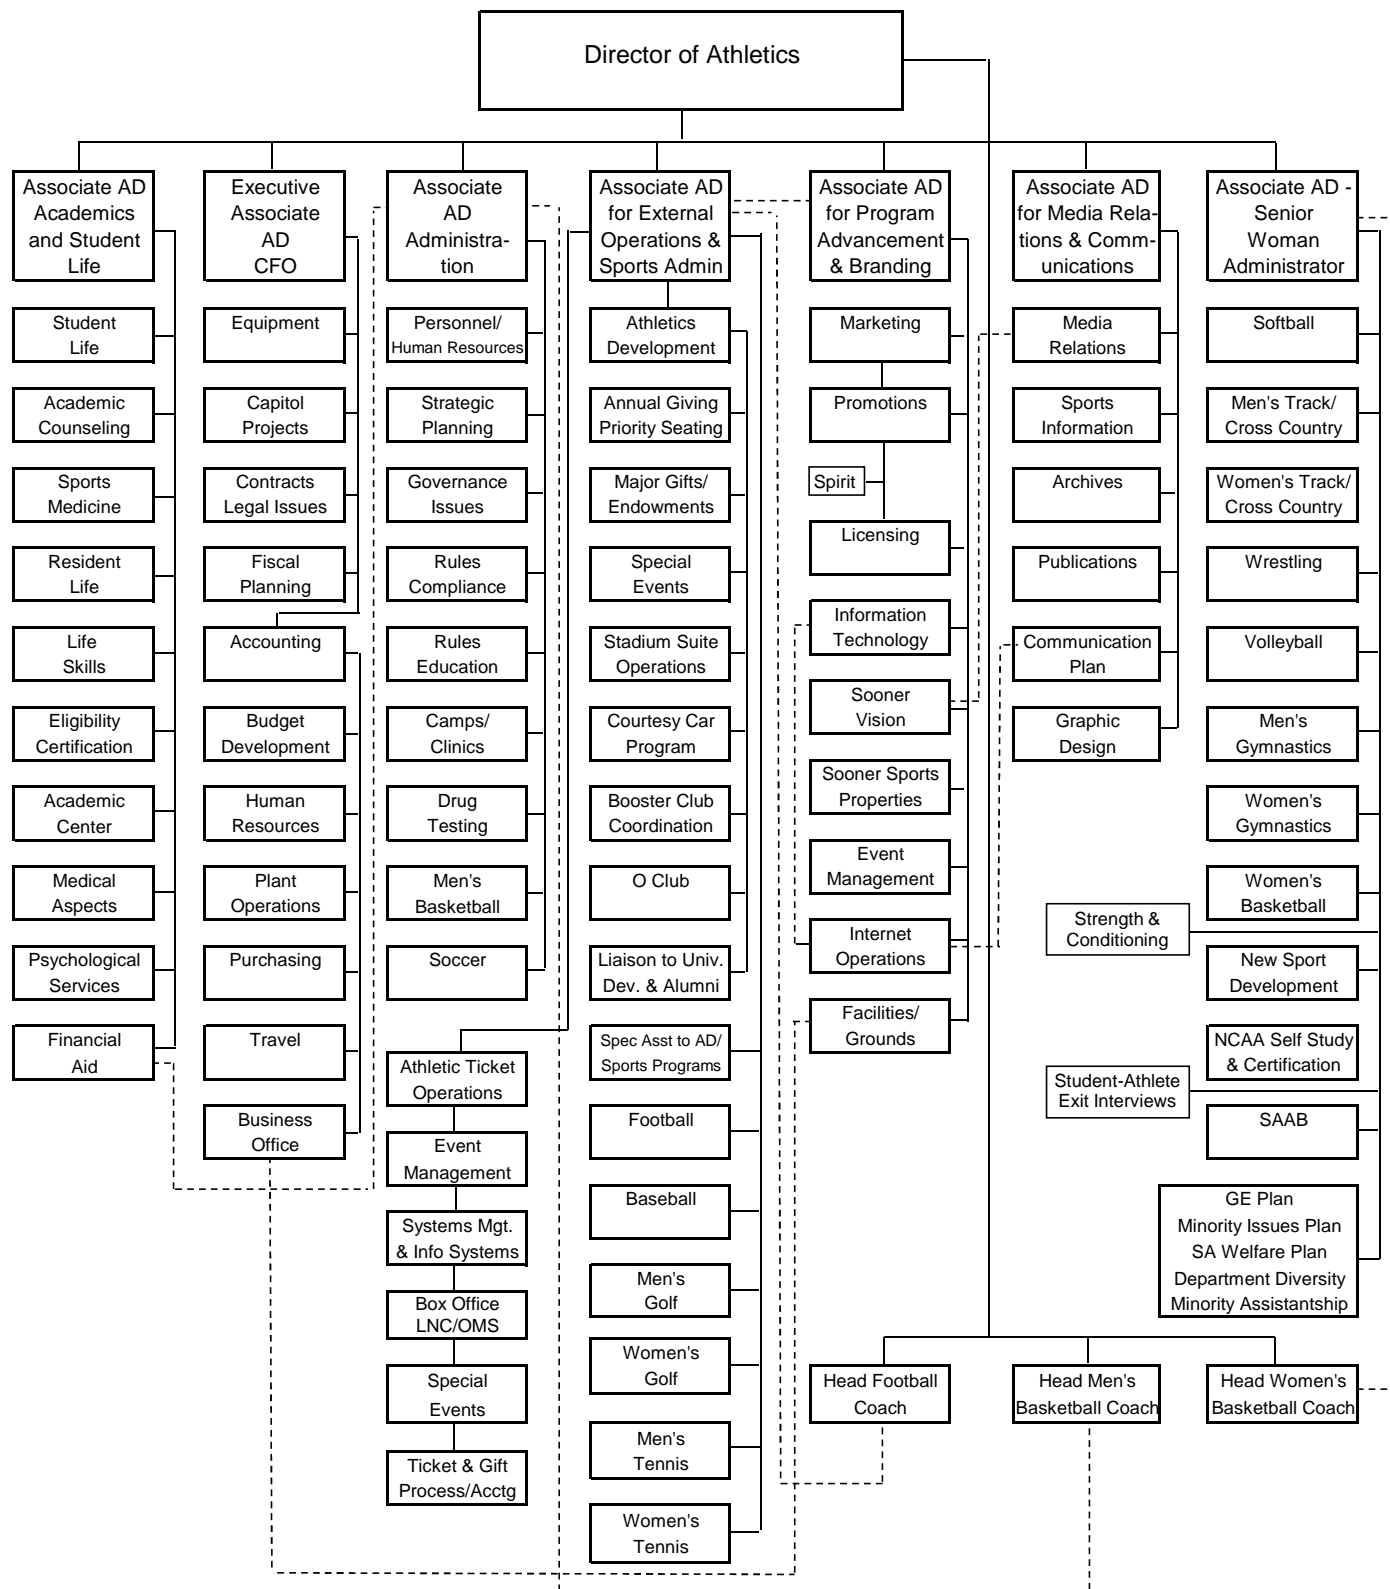 Director of Athletics
Associate AD
Academics
and Student
Life
Student
Life
Academic
Counseling
Sports
Medicine
Resident
Life
Life
Skills
Eligibility
Certification
Academic
Center
Medical
Aspects
Psychological
Services
Financial
Aid
Executive
Associate
AD
CFO
Equipment
Capitol
Projects
Contracts
Legal Issues
Fiscal
Planning
Accounting
Budget
Development
Human
Resources
Plant
Operations
Purchasing
Travel
Business
Office
Associate
AD
Administra-
tion
Personnel/
Human Resources
Strategic
Planning
Governance
Issues
Rules
Compliance
Rules
Education
Camps/
Clinics
Drug
Testing
Men's
Basketball
Soccer
Athletic Ticket
Operations
Event
Management
Systems Mgt.
& Info Systems
Box Office
LNC/OMS
Special
Events
Ticket & Gift
Process/Acctg
Associate AD
for External
Operations &
Sports Admin
Athletics
Development
Annual Giving
Priority Seating
Major Gifts/
Endowments
Special
Events
Stadium Suite
Operations
Courtesy Car
Program
Booster Club
Coordination
O Club
Liaison to Univ.
Dev. & Alumni
Spec Asst to AD/
Sports Programs
Football
Baseball
Men's
Golf
Women's
Golf
Men's
Tennis
Women's
Tennis
Associate AD
for Program
Advancement
& Branding
Marketing
Promotions
Spirit
Licensing
Information
Technology
Sooner
Vision
Sooner Sports
Properties
Event
Management
Internet
Operations
Facilities/
Grounds
Associate AD
for Media Rela-
tions & Comm-
unications
Media
Relations
Sports
Information
Archives
Publications
Communication
Plan
Graphic
Design
Associate AD -
Senior
Woman
Administrator
Softball
Men's Track/
Cross Country
Women's Track/
Cross Country
Wrestling
Volleyball
Men's
Gymnastics
Women's
Gymnastics
Women's
Basketball
Strength &
Conditioning
New Sport
Development
NCAA Self Study
& Certification
Student-Athlete
Exit Interviews
SAAB
GE Plan
Minority Issues Plan
SA Welfare Plan
Department Diversity
Minority Assistantship
Head Football
Coach
Head Men's
Basketball Coach
Head Women's
Basketball Coach